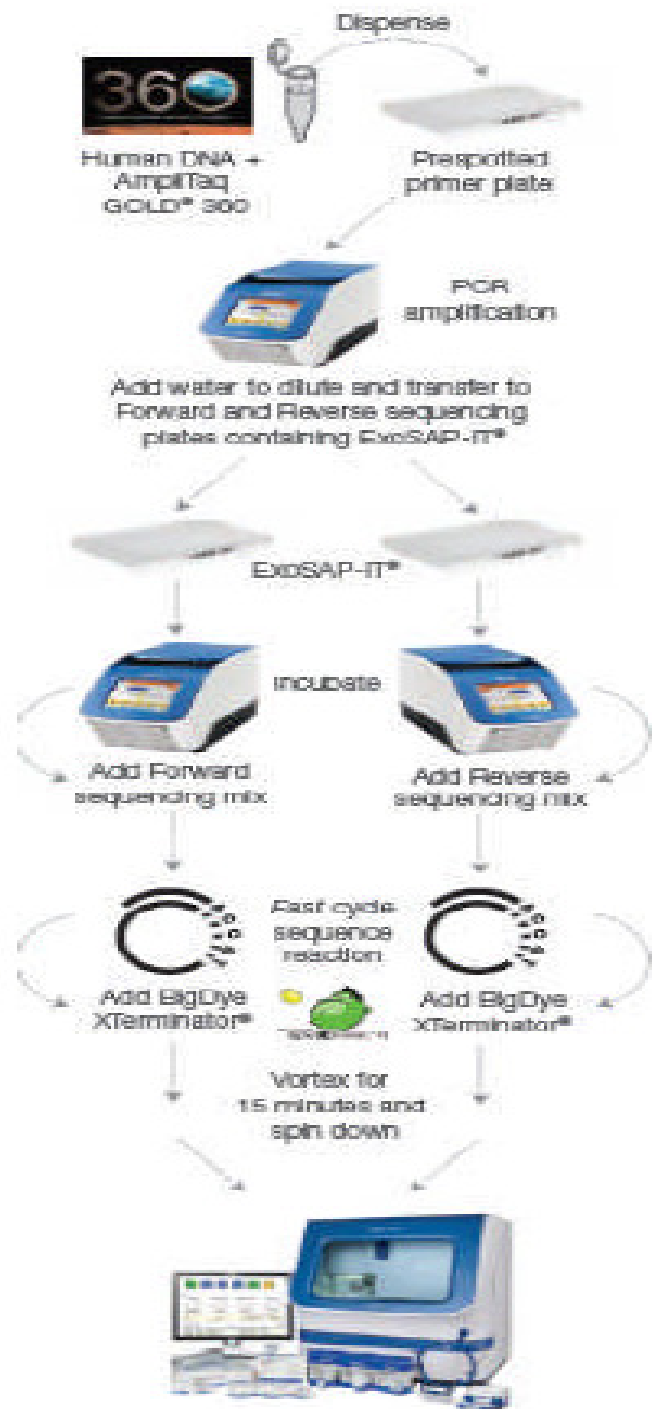 Dispense
360
Human DNA +
AmpliTaq
GOLD® 360
Prespotted
primer plate
PCR
amplification
Add water to dilute and transfer to
Forward and Reverse sequencing
plates containing ExoSAP-IT®
ExoSAP-IT®
Incubate
Add Forward
sequencing mix
Add Reverse
sequencing mix
Fast cycle
sequence
reaction
Add BigDye
XTerminator®
Add BigDye
XTerminator®
Vortex for
15 minutes and
spin down